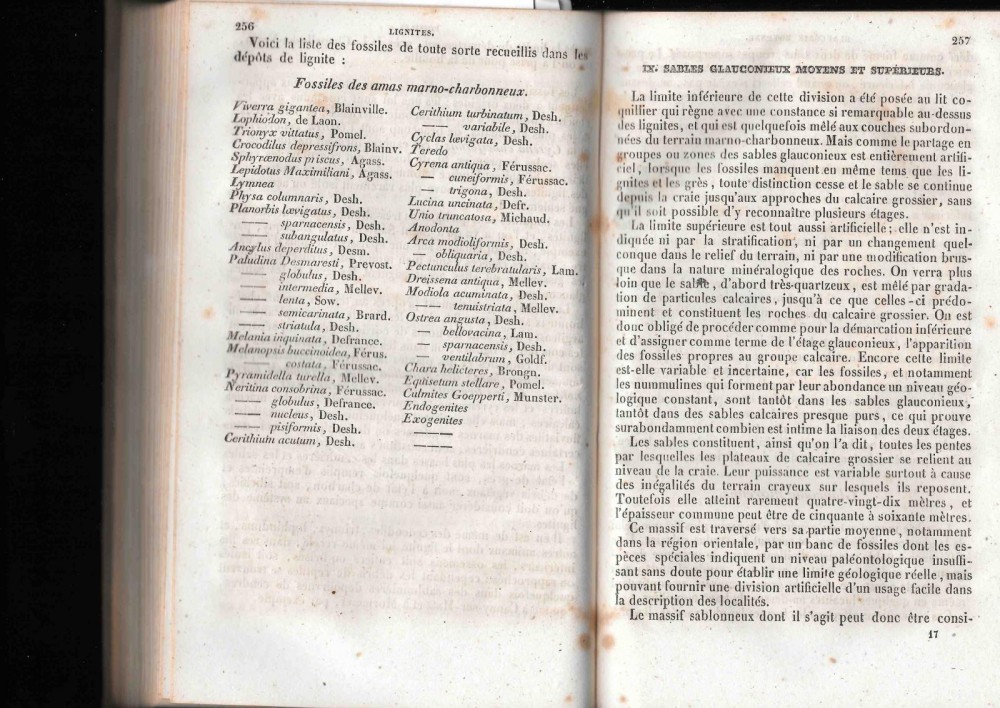 256
LIGNITES.
Voici la liste des fossiles de toute sorte recueillis dans les
dépôts de lignite :
Fossiles des amas marno-charbonneux.
Viverra gigantea, Blainville.
Lophiodon, de Laon.
Trionyx vittatus, Pomel.
Crocodilus depressifrons, Blainv.
Sphyrænodus priscus, Agass.
Lepidotus Maximiliani, Agass.
Lymnea
Physa columnaris, Desh.
Planorbis lævigatus, Desh.
—— sparnacensis, Desh.
—— subangulatus, Desh.
Ancylus deperditus, Desm.
Paludina Desmaresti, Prevost.
—— globulus, Desh.
—— intermedia, Mellev.
—— lenta, Sow.
—— semicarinata, Brard.
—— striatula, Desh.
Melania inquinata, Defrance.
Melanopsis buccinoidea, Férus.
costata, Férussac.
Pyramidella turella, Mellev.
Neritina consobrina, Férussac.
—— globulus, Defrance.
—— nucleus, Desh.
—— pisiformis, Desh.
Cerithium acutum, Desh.
Cerithium turbinatum, Desh.
—— variabile, Desh.
Cyclas lævigata, Desh.
Teredo
Cyrena antiqua, Férussac.
— cuneiformis, Férussac.
— trigona, Desh.
Lucina uncinata, Defr.
Unio truncatosa, Michaud.
Anodonta
Arca modioliformis, Desh.
— obliquaria, Desh.
Pectunculus terebratularis, Lam.
Dreissena antiqua, Mellev.
Modiola acuminata, Desh.
—— tenuistriata, Mellev.
Ostrea angusta, Desh.
— bellovacina, Lam.
— sparnacensis, Desh.
— ventilabrum, Goldf.
Chara helicteres, Brongn.
Equisetum stellare, Pomel.
Culmites Goepperti, Munster.
Endogenites
Exogenites
——
——
257
IX. SABLES GLAUCONIEUX MOYENS ET SUPÉRIEURS.
La limite inférieure de cette division a été posée au lit co-
quillier qui règne avec une constance si remarquable au-dessus
des lignites, et qui est quelquefois mêlé aux couches subordon-
nées du terrain marno-charbonneux. Mais comme le partage en
groupes ou zones des sables glauconieux est entièrement artifi-
ciel, lorsque les fossiles manquent en même tems que les li-
gnites et les grès, toute distinction cesse et le sable se continue
depuis la craie jusqu'aux approches du calcaire grossier, sans
qu'il soit possible d'y reconnaître plusieurs étages.
La limite supérieure est tout aussi artificielle; elle n'est in-
diquée ni par la stratification, ni par un changement quel-
conque dans le relief du terrain, ni par une modification brus-
que dans la nature minéralogique des roches. On verra plus
loin que le sable, d'abord très-quartzeux, est mêlé par grada-
tion de particules calcaires, jusqu'à ce que celles-ci prédo-
minent et constituent les roches du calcaire grossier. On est
donc obligé de procéder comme pour la démarcation inférieure
et d'assigner comme terme de l'étage glauconieux, l'apparition
des fossiles propres au groupe calcaire. Encore cette limite
est-elle variable et incertaine, car les fossiles, et notamment
les nummulines qui forment par leur abondance un niveau géo-
logique constant, sont tantôt dans les sables glauconieux,
tantôt dans des sables calcaires presque purs, ce qui prouve
surabondamment combien est intime la liaison des deux étages.
Les sables constituent, ainsi qu'on l'a dit, toutes les pentes
par lesquelles les plateaux de calcaire grossier se relient au
niveau de la craie. Leur puissance est variable surtout à cause
des inégalités du terrain crayeux sur lesquels ils reposent.
Toutefois elle atteint rarement quatre-vingt-dix mètres, et
l'épaisseur commune peut être de cinquante à soixante mètres.
Ce massif est traversé vers sa partie moyenne, notamment
dans la région orientale, par un banc de fossiles dont les es-
pèces spéciales indiquent un niveau paléontologique insuffi-
sant sans doute pour établir une limite géologique réelle, mais
pouvant fournir une division artificielle d'un usage facile dans
la description des localités.
Le massif sablonneux dont il s'agit peut donc être consi-
17